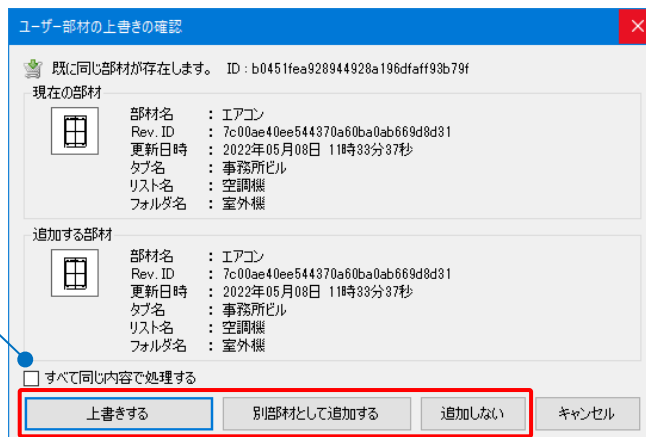 ユーザー部材の上書きの確認
既に同じ部材が存在します。 ID : b0451fea928944928a196dfaff93b79f
現在の部材
部材名 : エアコン
Rev. ID : 7c00ae40ee544370a60ba0ab669d8d31
更新日時 : 2022年05月08日 11時33分37秒
タブ名 : 事務所ビル
リスト名 : 空調機
フォルダ名 : 室外機
追加する部材
部材名 : エアコン
Rev. ID : 7c00ae40ee544370a60ba0ab669d8d31
更新日時 : 2022年05月08日 11時33分37秒
タブ名 : 事務所ビル
リスト名 : 空調機
フォルダ名 : 室外機
すべて同じ内容で処理する
上書きする 別部材として追加する 追加しない キャンセル